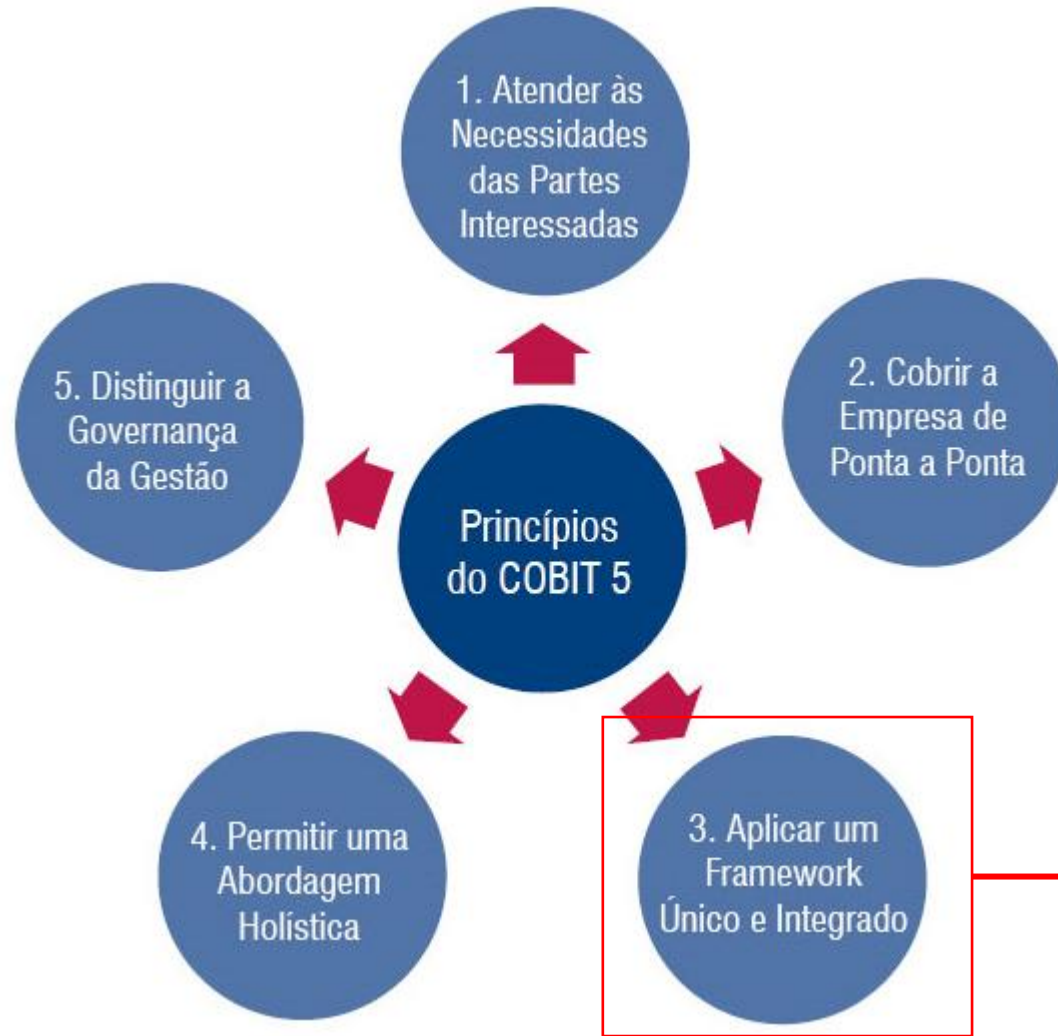 1. Atender às
Necessidades
das Partes
Interessadas
2. Cobrir a
Empresa de
Ponta a Ponta
5. Distinguir a
Governança
da Gestão
Princípios
do COBIT 5
3. Aplicar um
Framework
Único e Integrado
4. Permitir uma
Abordagem
Holística